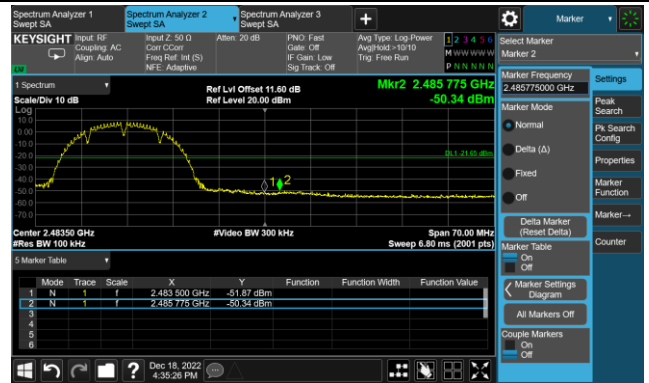 Spectrum Analyzer 1
Swept SA
Spectrum Analyzer 2
Swept SA
Spectrum Analyzer 3
Swept SA
+
Marker
KEYSIGHT
Input: RF
Coupling: AC
Align: Auto
Input Z: 50 Ω
Corr CCorr
Freq Ref: Int (S)
NFE: Adaptive
Atten: 20 dB
PNO: Fast
Gate: Off
IF Gain: Low
Sig Track: Off
Avg Type: Log-Power
Avg|Hold >10/10
Trig: Free Run
1 2 3 4 5 6
M W W W W W
P N N N N N
Select Marker
Marker 2
1 Spectrum
Scale/Div 10 dB
Log
Ref Lvl Offset 11.60 dB
Ref Level 20.00 dBm
Mkr2 2.485 775 GHz
-50.34 dBm
10.0
0.00
-10.0
-20.0
-30.0
-40.0
-50.0
-60.0
-70.0
DL1 -21.65 dBm
1
2
Center 2.48350 GHz
#Res BW 100 kHz
#Video BW 300 kHz
Span 70.00 MHz
Sweep 6.80 ms (2001 pts)
5 Marker Table
Mode Trace Scale X Y Function Function Width Function Value
1 N 1 f 2.483 500 GHz -51.87 dBm
2 N 1 f 2.485 775 GHz -50.34 dBm
3
4
5
6
Marker Frequency
2.485775000 GHz
Marker Mode
Normal
Delta (Δ)
Fixed
Off
Delta Marker
(Reset Delta)
Marker Table
On
Off
Marker Settings
Diagram
All Markers Off
Couple Markers
On
Off
Settings
Peak
Search
Pk Search
Config
Properties
Marker
Function
Marker→
Counter
?
Dec 18, 2022
4:35:26 PM